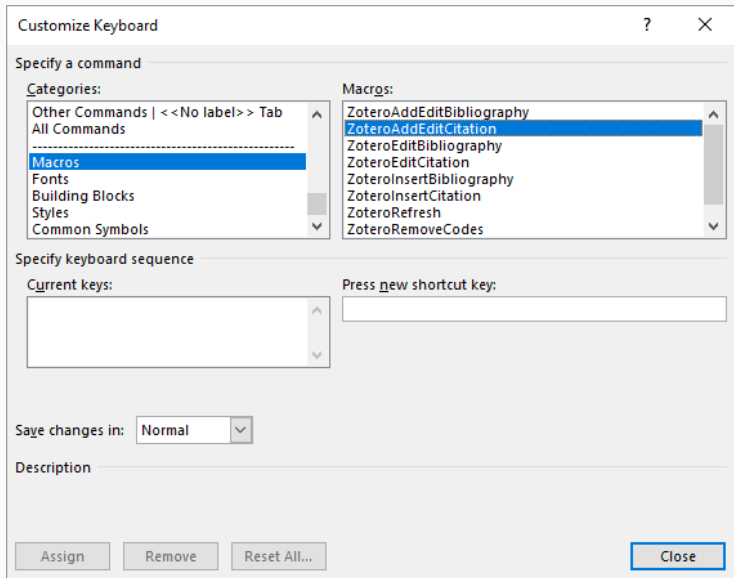 Customize Keyboard
? ×
Specify a command
Categories:
Other Commands | <<No label>> Tab
All Commands
----------------------------------------------------
Macros
Fonts
Building Blocks
Styles
Common Symbols
Macros:
ZoteroAddEditBibliography
ZoteroAddEditCitation
ZoteroEditBibliography
ZoteroEditCitation
ZoteroInsertBibliography
ZoteroInsertCitation
ZoteroRefresh
ZoteroRemoveCodes
Specify keyboard sequence
Current keys:
Press new shortcut key:
Save changes in: Normal
Description
Assign Remove Reset All... Close